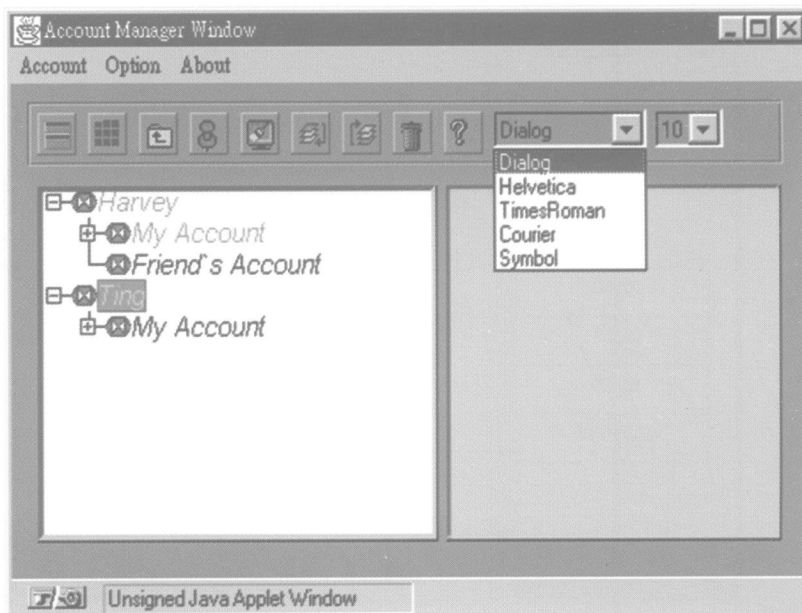 Account Manager Window
Account Option About
Dialog 10
Dialog
Helvetica
TimesRoman
Courier
Symbol
Harvey
My Account
Friend`s Account
Ting
My Account
Unsigned Java Applet Window